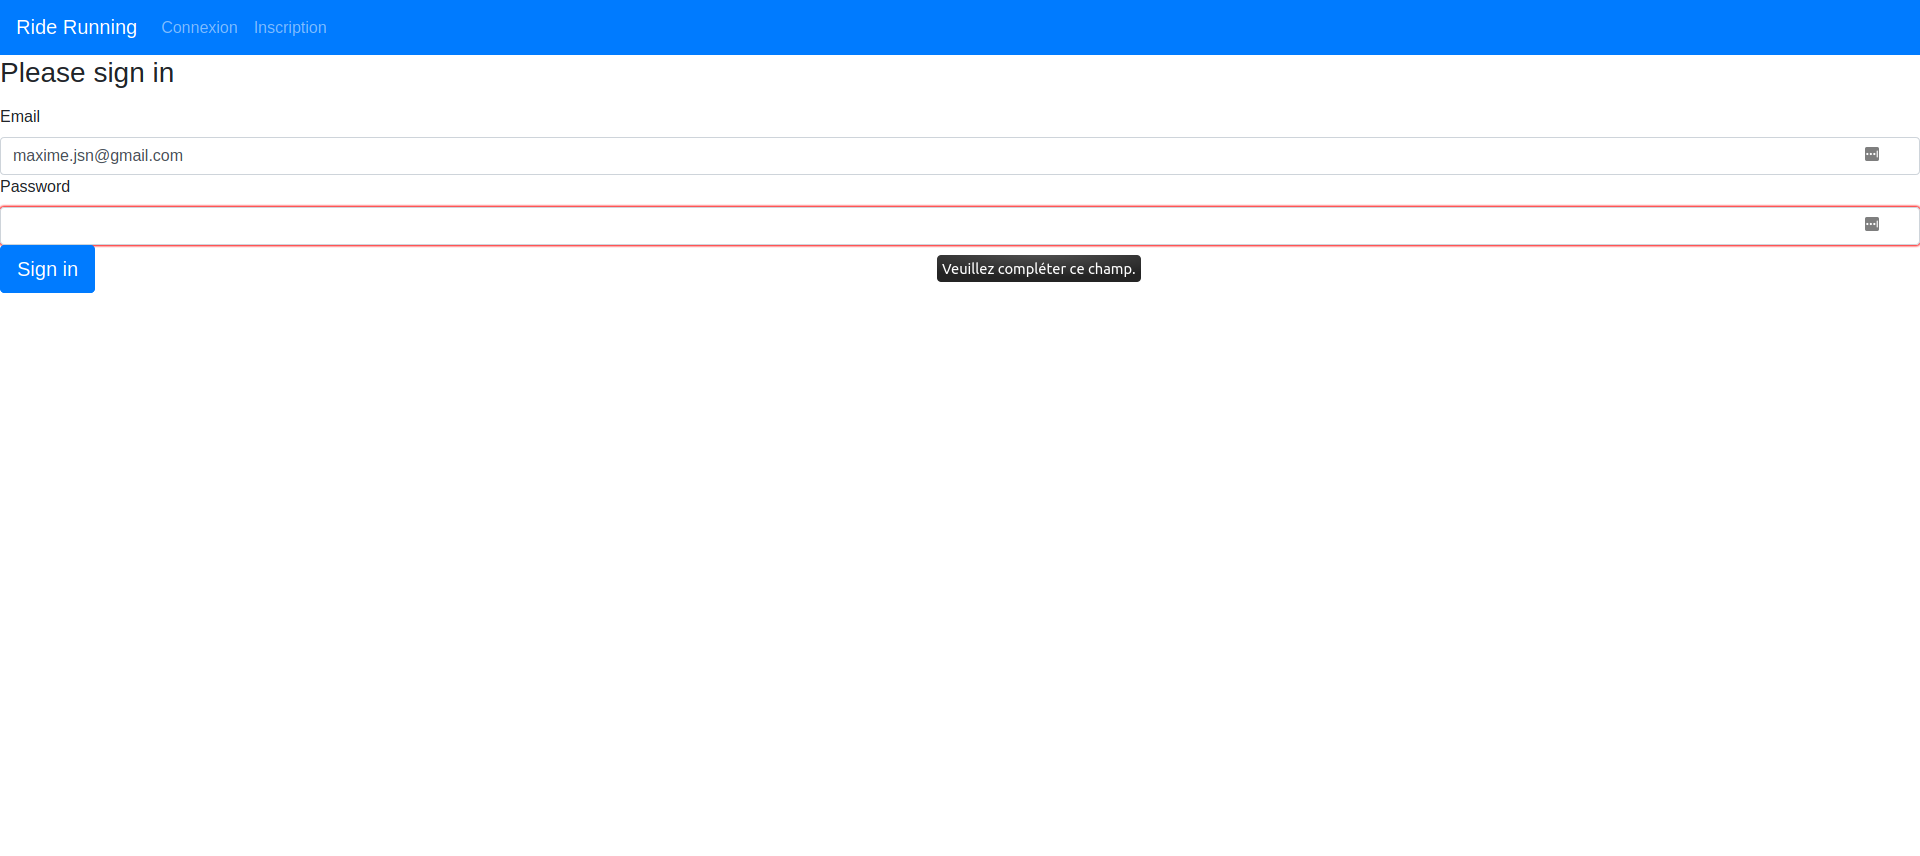 Ride Running Connexion Inscription
Please sign in
Email
maxime.jsn@gmail.com
Password
Sign in
Veuillez compléter ce champ.